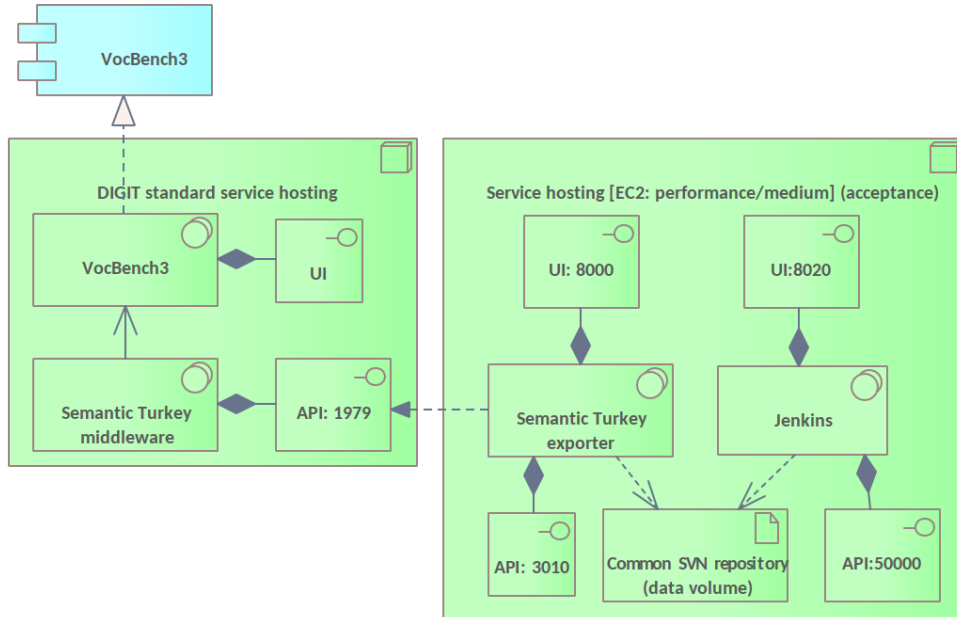 VocBench3
DIGIT standard service hosting
VocBench3
UI
Semantic Turkey
middleware
API: 1979
Service hosting [EC2: performance/medium] (acceptance)
UI: 8000
UI:8020
Semantic Turkey
exporter
Jenkins
API: 3010
Common SVN repository
(data volume)
API:50000